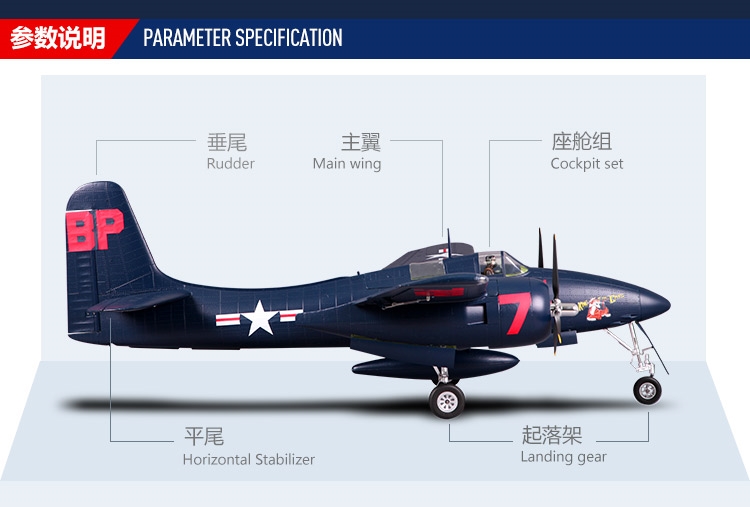 参数说明 PARAMETER SPECIFICATION
垂尾
Rudder
主翼
Main wing
座舱组
Cockpit set
BP
7
平尾
Horizontal Stabilizer
起落架
Landing gear